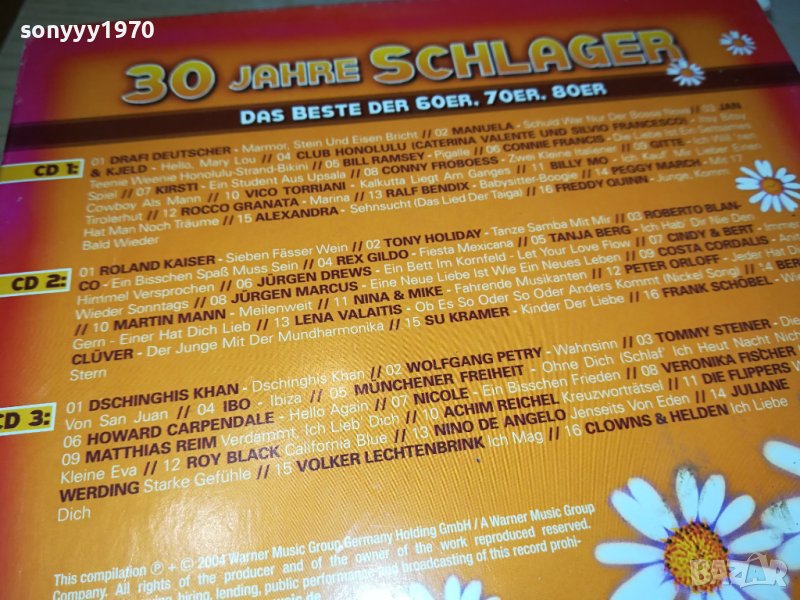 sonyyy1970
30 JAHRE SCHLAGER
DAS BESTE DER 60ER, 70ER, 80ER
CD 1:
01 DRAFI DEUTSCHER - Marmor, Stein Und Eisen Bricht // 02 MANUELA - Schuld War Nur Der Bossa Nova // 03 JAN
& KJELD - Hello, Mary Lou // 04 CLUB HONOLULU (CATERINA VALENTE UND SILVIO FRANCESCO) - Itsy Bitsy
Teenie Weenie Honolulu-Strand-Bikini // 05 BILL RAMSEY - Pigalle // 06 CONNIE FRANCIS - Die Liebe Ist Ein Seltsames
Spiel // 07 KIRSTI - Ein Student Aus Upsala // 08 CONNY FROBOESS - Zwei Kleine Italiener // 09 GITTE - Ich Will 'nen
Cowboy Als Mann // 10 VICO TORRIANI - Kalkutta Liegt Am Ganges // 11 BILLY MO - Ich Kauf' Mir Lieber Einen
Tirolerhut // 12 ROCCO GRANATA - Marina // 13 RALF BENDIX - Babysitter-Boogie // 14 PEGGY MARCH - Mit 17
Hat Man Noch Träume // 15 ALEXANDRA - Sehnsucht (Das Lied Der Taiga) // 16 FREDDY QUINN - Junge, Komm
Bald Wieder
CD 2:
01 ROLAND KAISER - Sieben Fässer Wein // 02 TONY HOLIDAY - Tanze Samba Mit Mir // 03 ROBERTO BLAN-
CO - Ein Bisschen Spaß Muss Sein // 04 REX GILDO - Fiesta Mexicana // 05 TANJA BERG - Ich Hab' Dir Nie Den
Himmel Versprochen // 06 JÜRGEN DREWS - Ein Bett Im Kornfeld - Let Your Love Flow // 07 CINDY & BERT - Immer
Wieder Sonntags // 08 JÜRGEN MARCUS - Eine Neue Liebe Ist Wie Ein Neues Leben // 09 COSTA CORDALIS -
// 10 MARTIN MANN - Meilenweit // 11 NINA & MIKE - Fahrende Musikanten // 12 PETER ORLOFF - Jeder Hat D
Gern - Einer Hat Dich Lieb // 13 LENA VALAITIS - Ob Es So Oder So Oder Anders Kommt (Nickel Song) // 14 BER
CLÜVER - Der Junge Mit Der Mundharmonika // 15 SU KRAMER - Kinder Der Liebe // 16 FRANK SCHÖBEL - W
Stern
CD 3:
01 DSCHINGHIS KHAN - Dschinghis Khan // 02 WOLFGANG PETRY - Wahnsinn // 03 TOMMY STEINER - Die
Von San Juan // 04 IBO - Ibiza // 05 MÜNCHENER FREIHEIT - Ohne Dich (Schlaf' Ich Heut Nacht Nich
06 HOWARD CARPENDALE - Hello Again // 07 NICOLE - Ein Bisschen Frieden // 08 VERONIKA FISCHER
09 MATTHIAS REIM Verdammt, Ich Lieb' Dich // 10 ACHIM REICHEL Kreuzworträtsel // 11 DIE FLIPPERS W
Kleine Eva // 12 ROY BLACK California Blue // 13 NINO DE ANGELO Jenseits Von Eden // 14 JULIANE
WERDING Starke Gefühle // 15 VOLKER LECHTENBRINK Ich Mag // 16 CLOWNS & HELDEN Ich Liebe
Dich
This compilation ℗ + © 2004 Warner Music Group Germany Holding GmbH / A Warner Music Group
Company. All rights of the producer and of the owner of the work reproduced reserved.
hiring, lending, public performance and broadcasting of this record prohi-
BAZAR